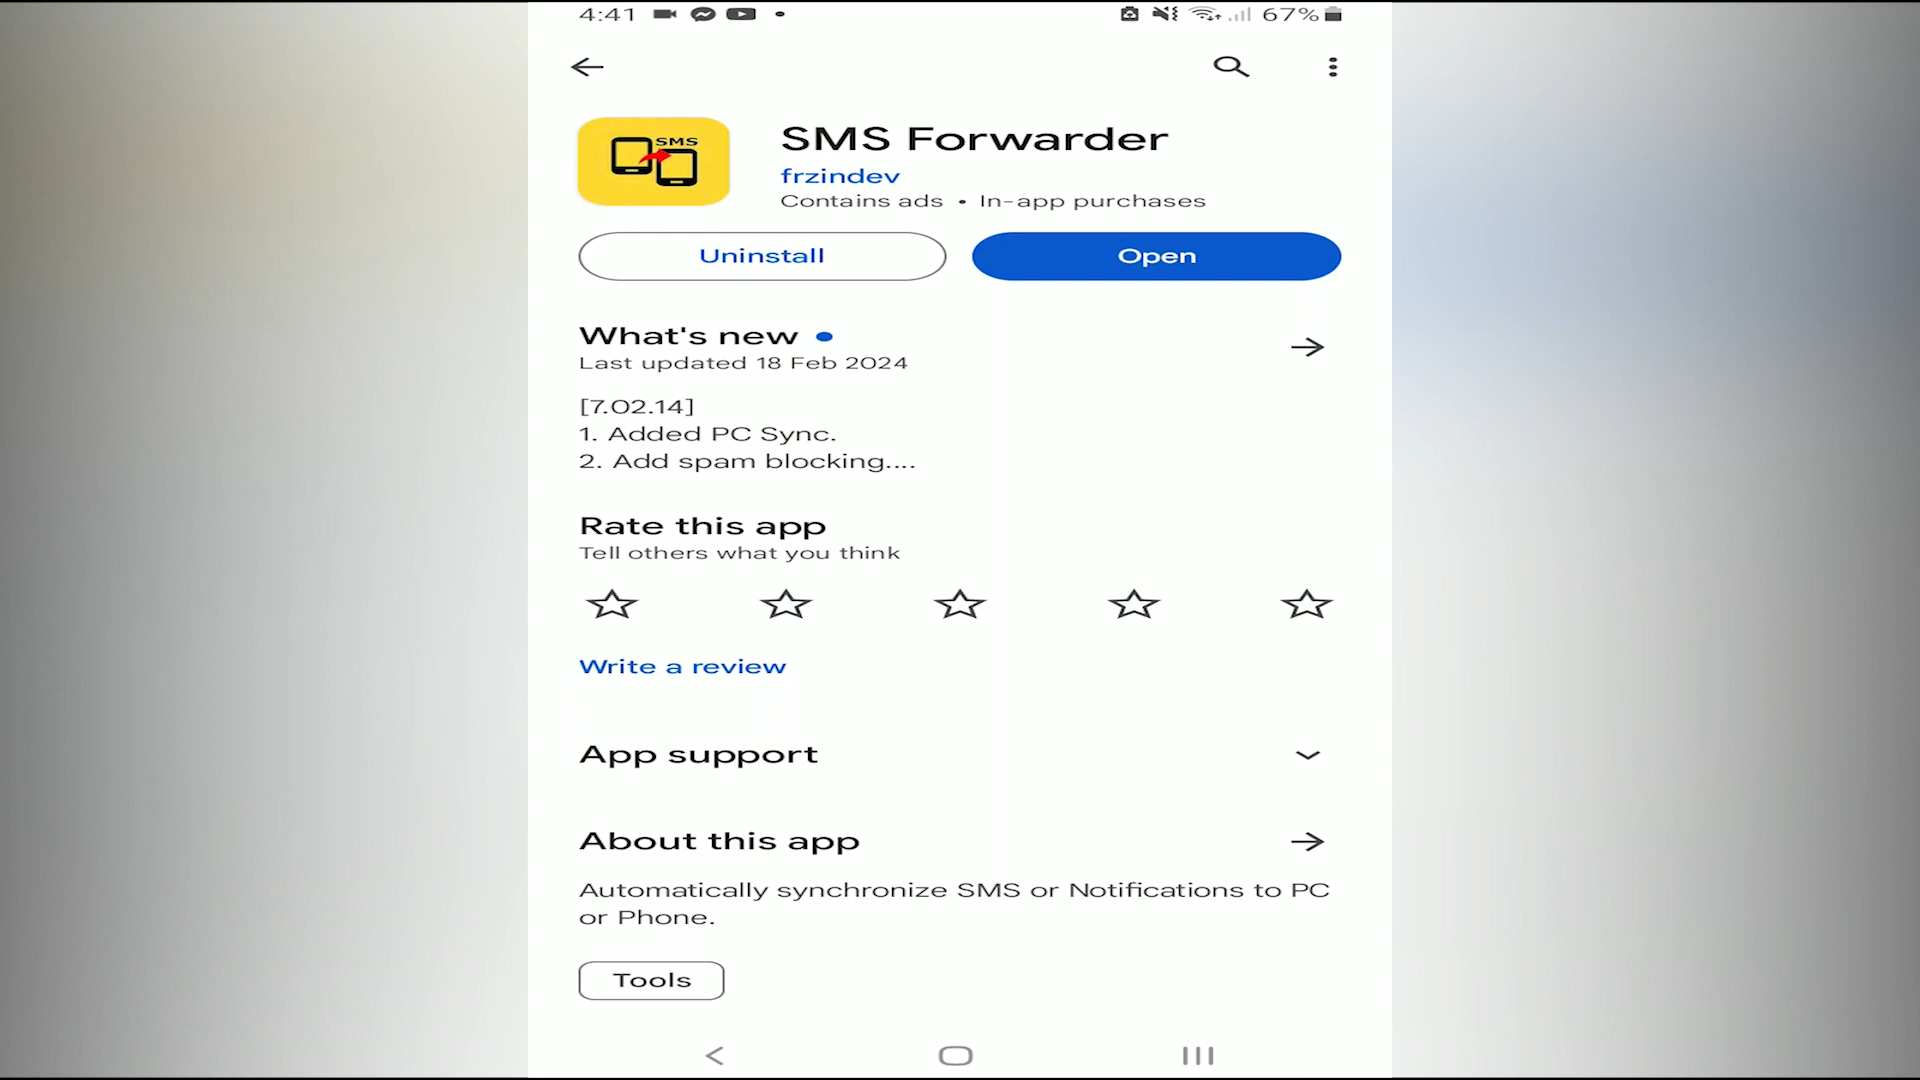 4:41
67%
SMS
SMS Forwarder
frzindev
Contains ads • In-app purchases
Uninstall
Open
What's new
Last updated 18 Feb 2024
[7.02.14]
1. Added PC Sync.
2. Add spam blocking....
Rate this app
Tell others what you think
Write a review
App support
About this app
Automatically synchronize SMS or Notifications to PC
or Phone.
Tools